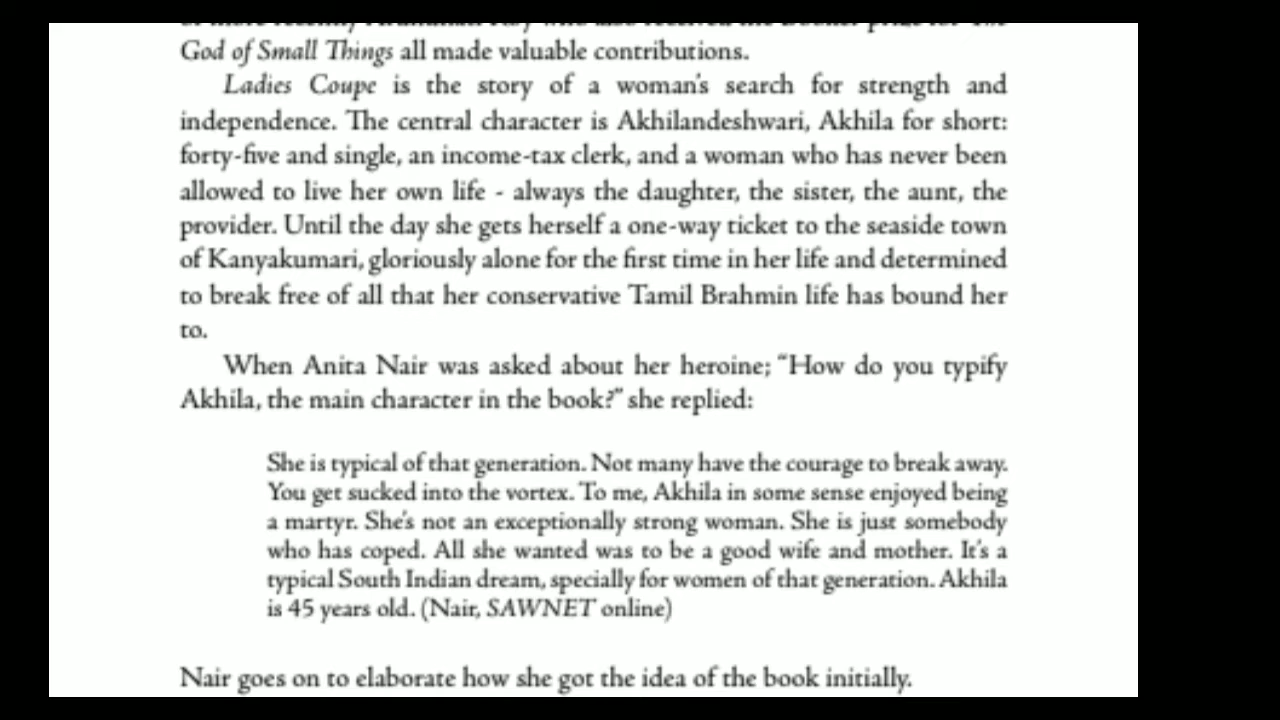 God of Small Things all made valuable contributions.
Ladies Coupe is the story of a woman's search for strength and
independence. The central character is Akhilandeshwari, Akhila for short:
forty-five and single, an income-tax clerk, and a woman who has never been
allowed to live her own life - always the daughter, the sister, the aunt, the
provider. Until the day she gets herself a one-way ticket to the seaside town
of Kanyakumari, gloriously alone for the first time in her life and determined
to break free of all that her conservative Tamil Brahmin life has bound her
to.
When Anita Nair was asked about her heroine; “How do you typify
Akhila, the main character in the book?” she replied:
She is typical of that generation. Not many have the courage to break away.
You get sucked into the vortex. To me, Akhila in some sense enjoyed being
a martyr. She's not an exceptionally strong woman. She is just somebody
who has coped. All she wanted was to be a good wife and mother. It's a
typical South Indian dream, specially for women of that generation. Akhila
is 45 years old. (Nair, SAWNET online)
Nair goes on to elaborate how she got the idea of the book initially.